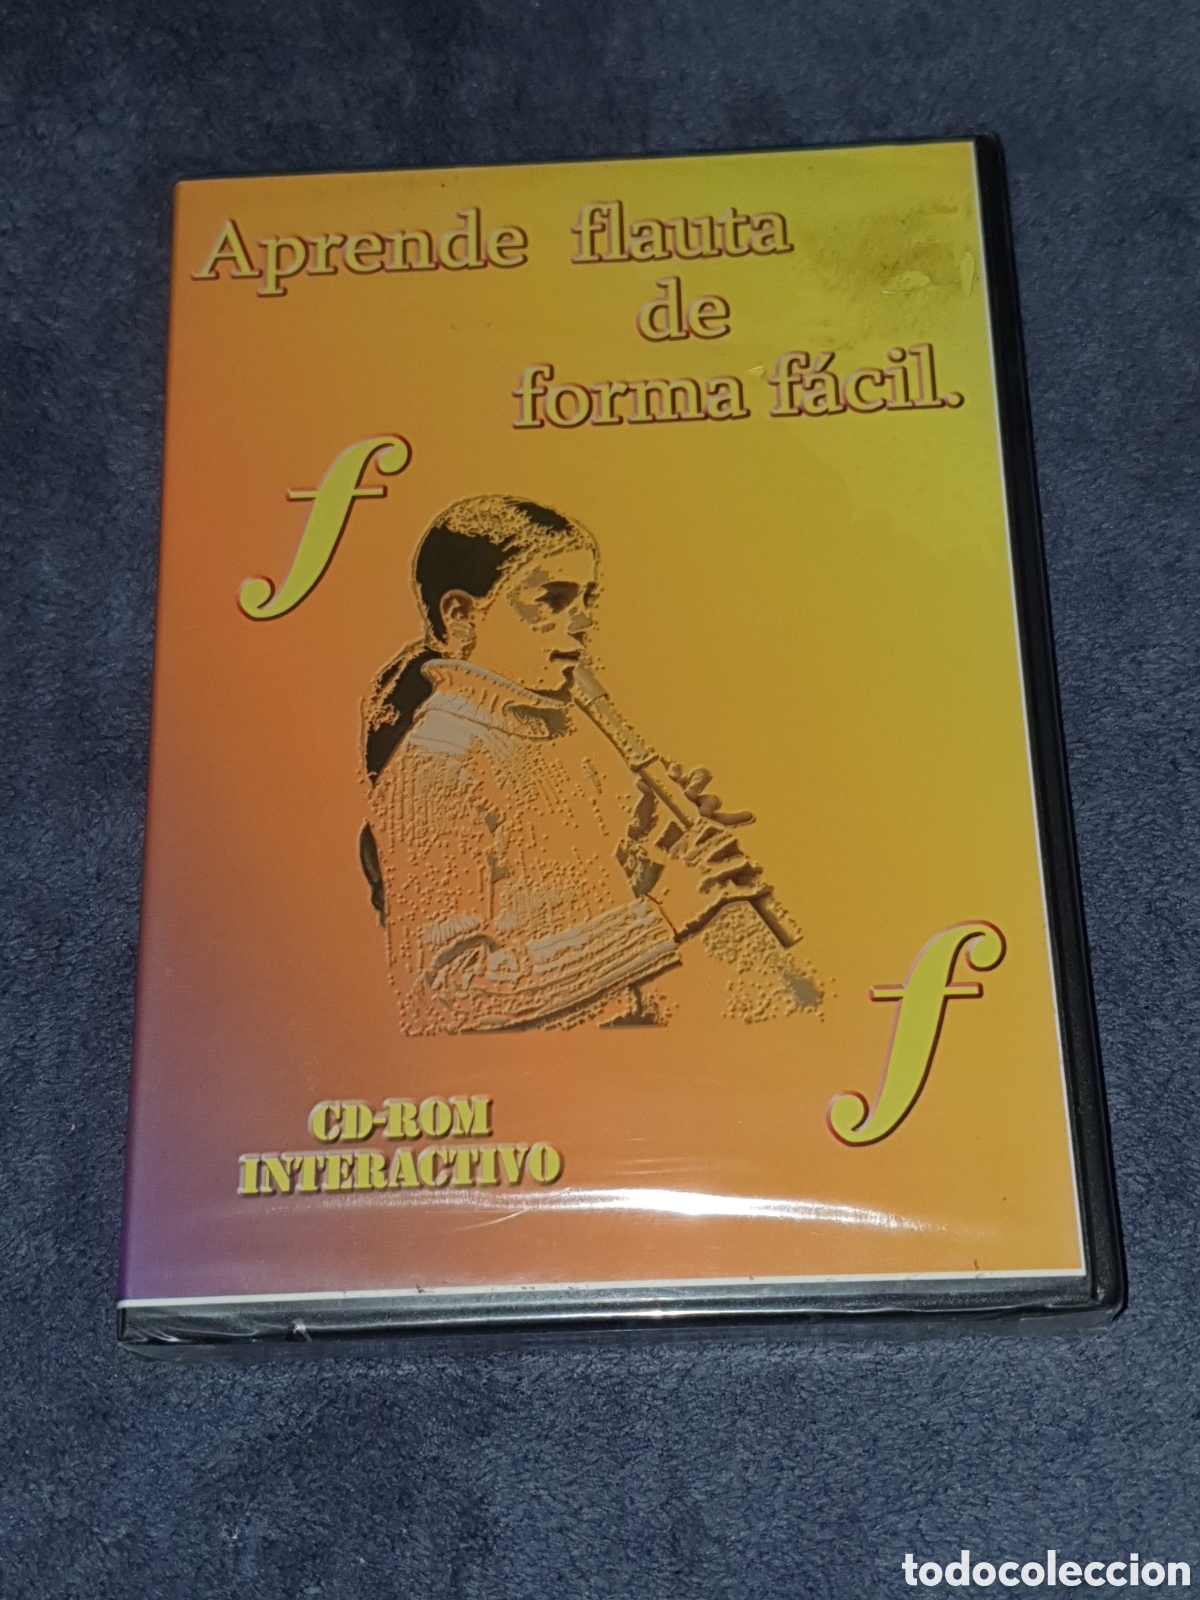 Aprende flauta
de
forma fácil.
f
f
CD-ROM
INTERACTIVO
todocoleccion